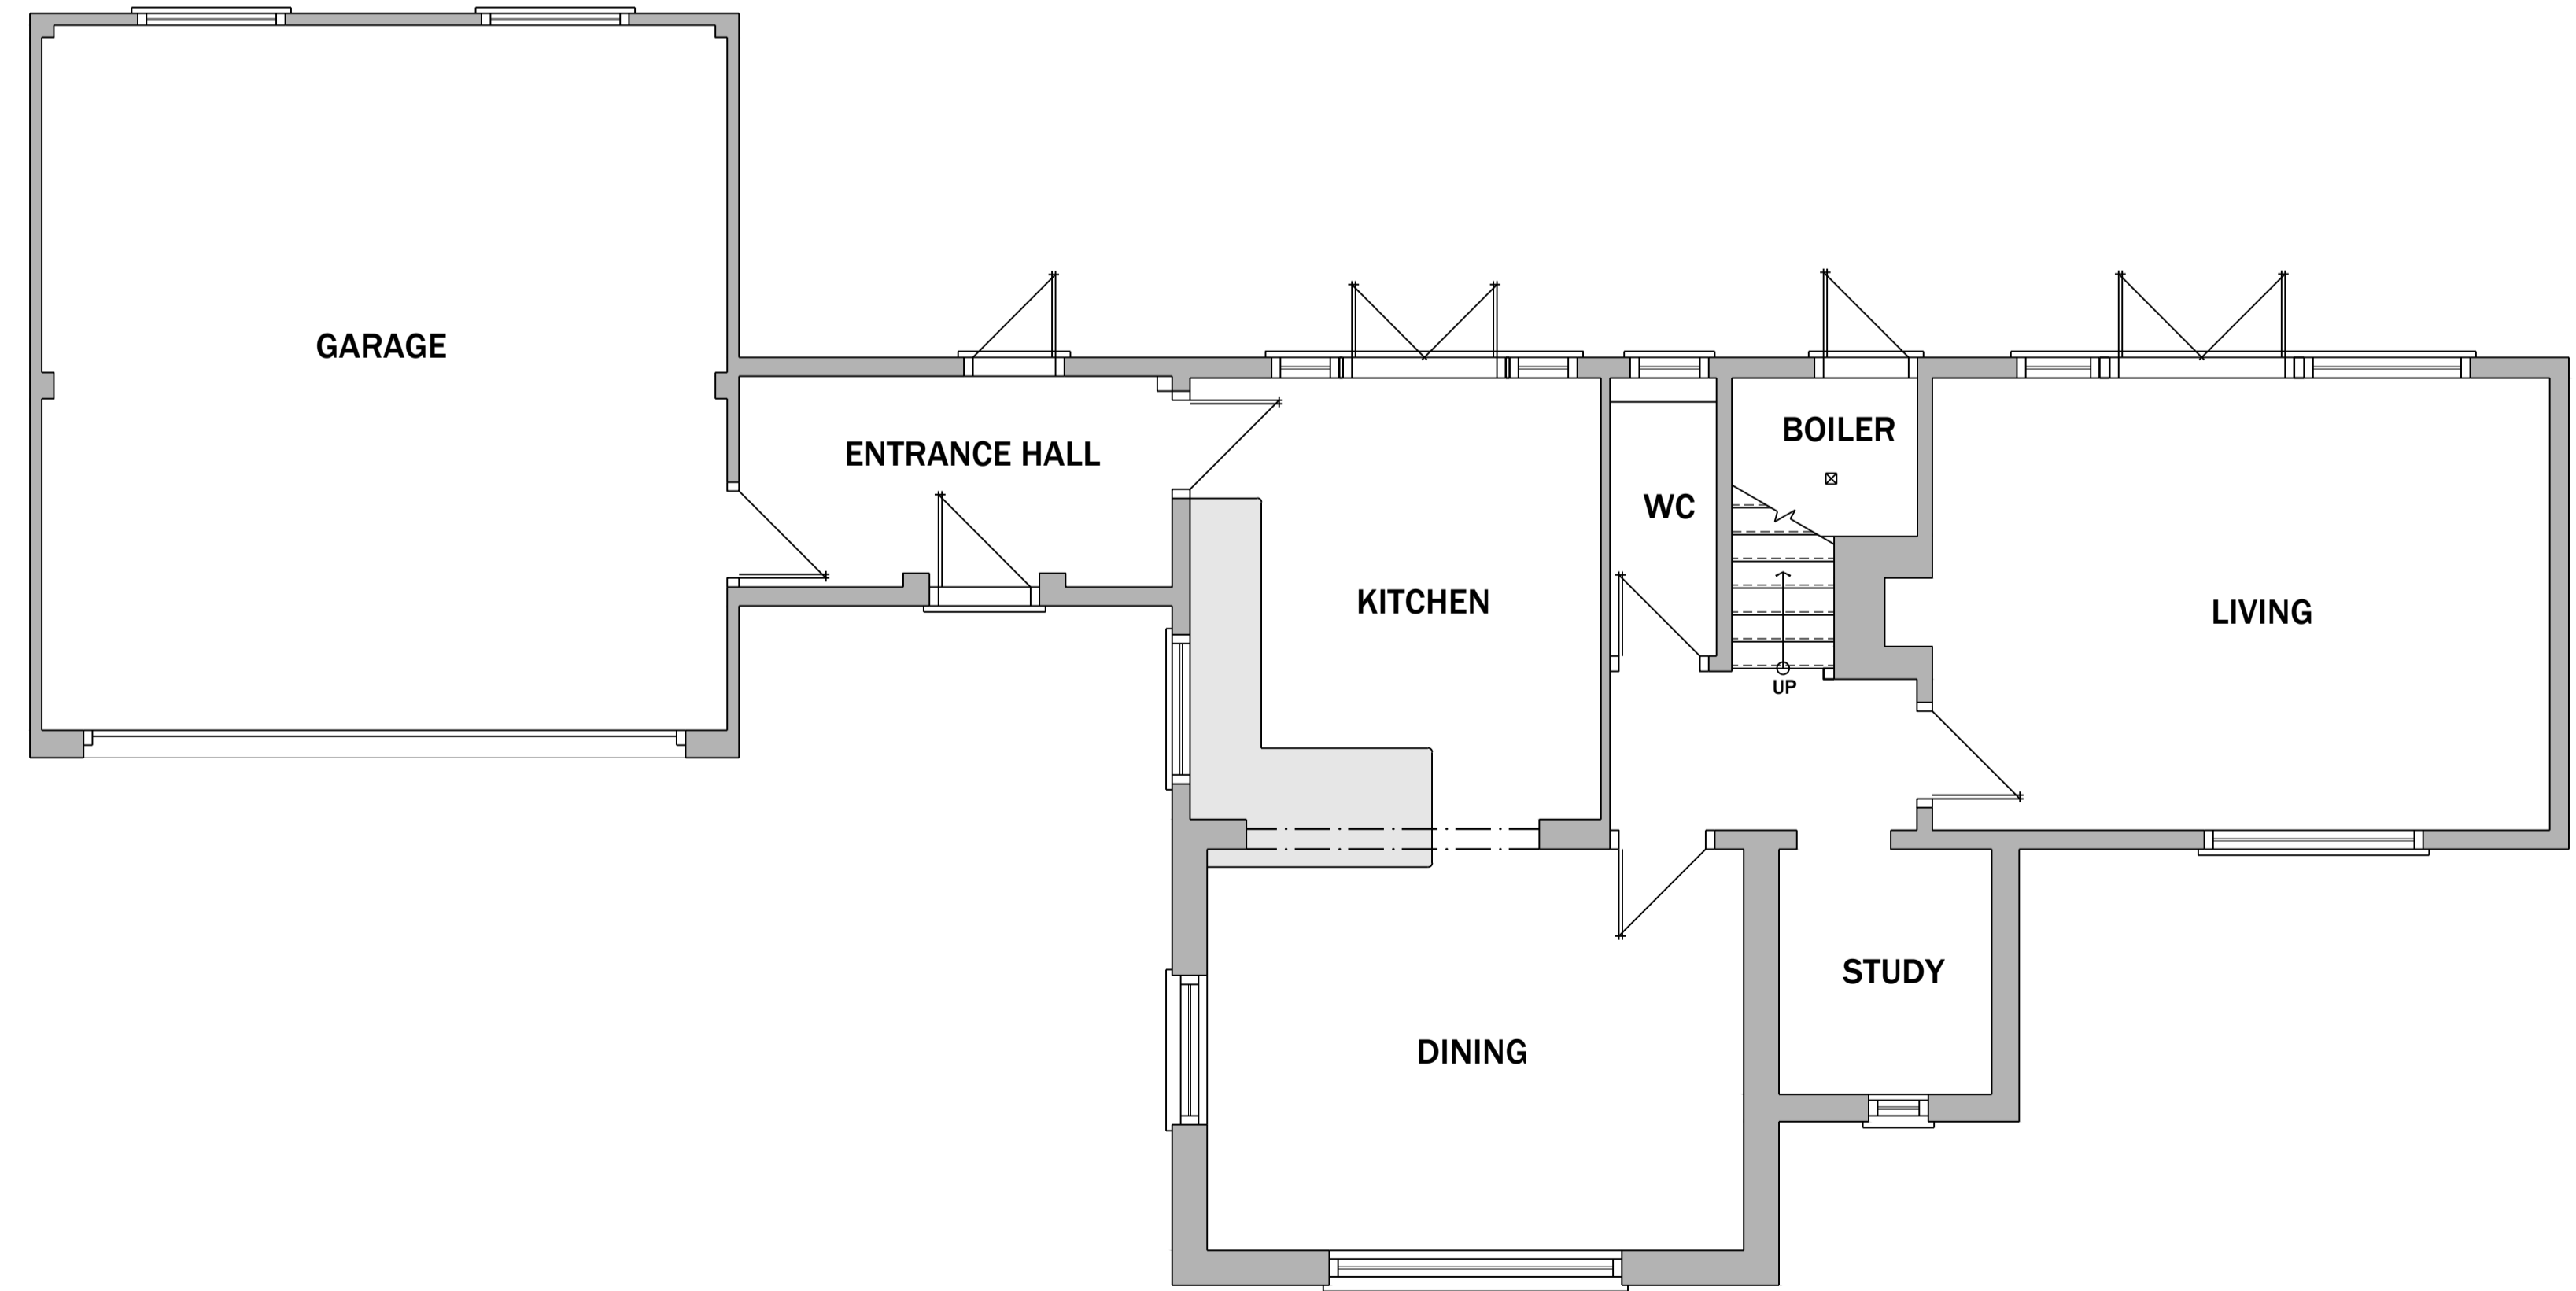 GARAGE
ENTRANCE HALL
KITCHEN
WC
BOILER
UP
LIVING
DINING
STUDY